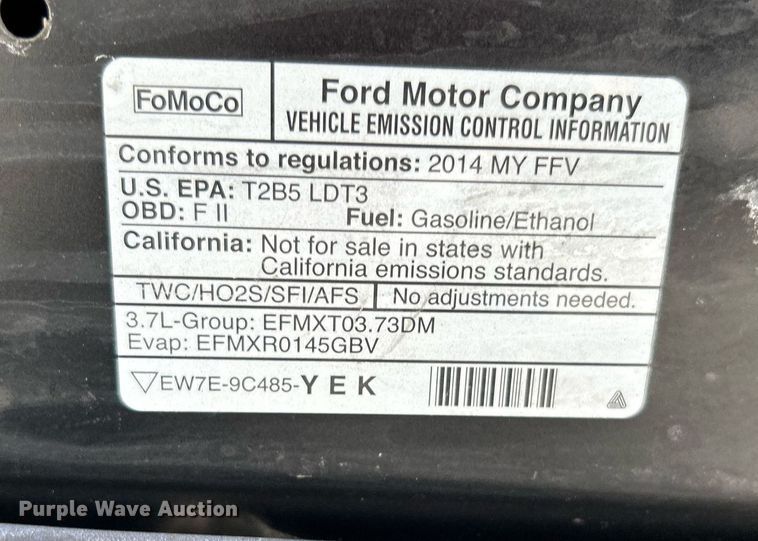 FoMoCo
Ford Motor Company
VEHICLE EMISSION CONTROL INFORMATION
Conforms to regulations: 2014 MY FFV
U.S. EPA: T2B5 LDT3
OBD: F II Fuel: Gasoline/Ethanol
California: Not for sale in states with
California emissions standards.
TWC/HO2S/SFI/AFS No adjustments needed.
3.7L-Group: EFMXT03.73DM
Evap: EFMXR0145GBV
EW7E-9C485-Y E K
Purple Wave Auction